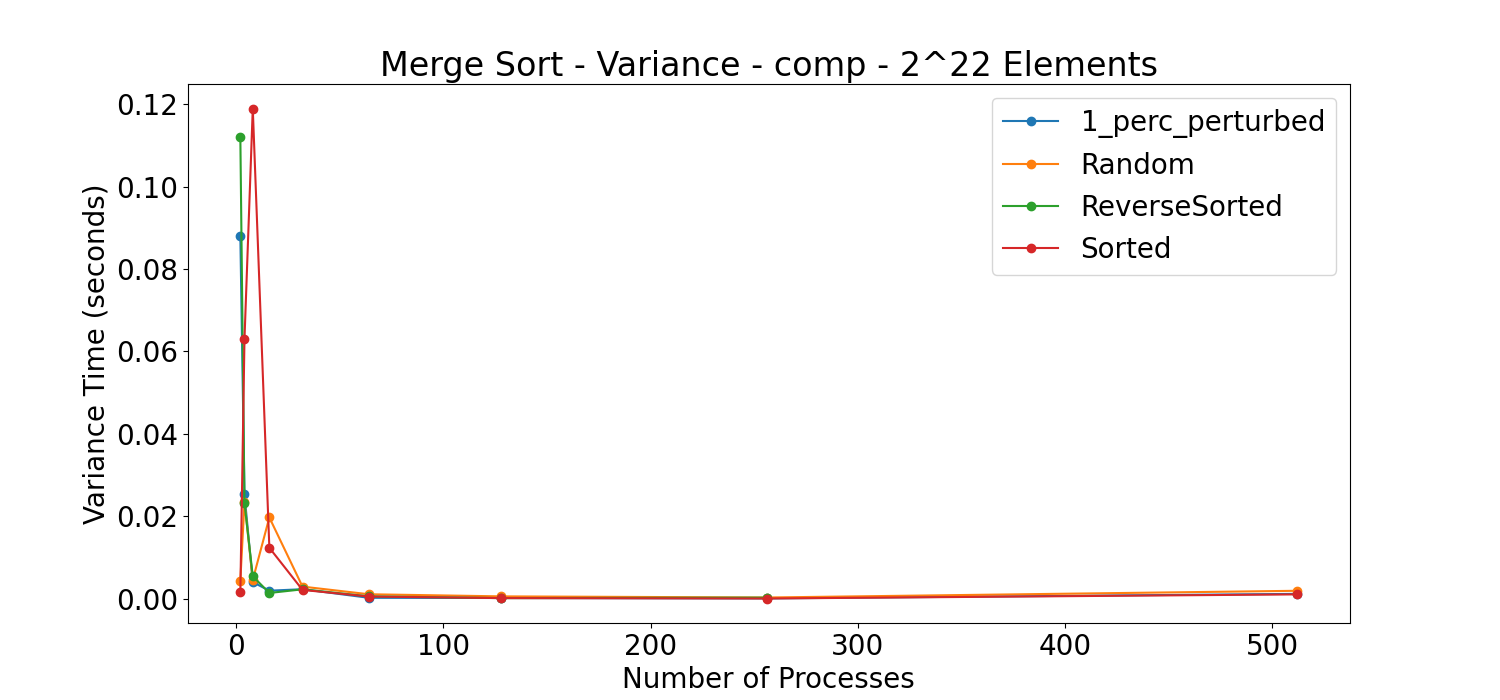 Merge Sort - Variance - comp - 2^22 Elements
Variance Time (seconds)
0.12
0.10
0.08
0.06
0.04
0.02
0.00
1_perc_perturbed
Random
ReverseSorted
Sorted
0 100 200 300 400 500
Number of Processes